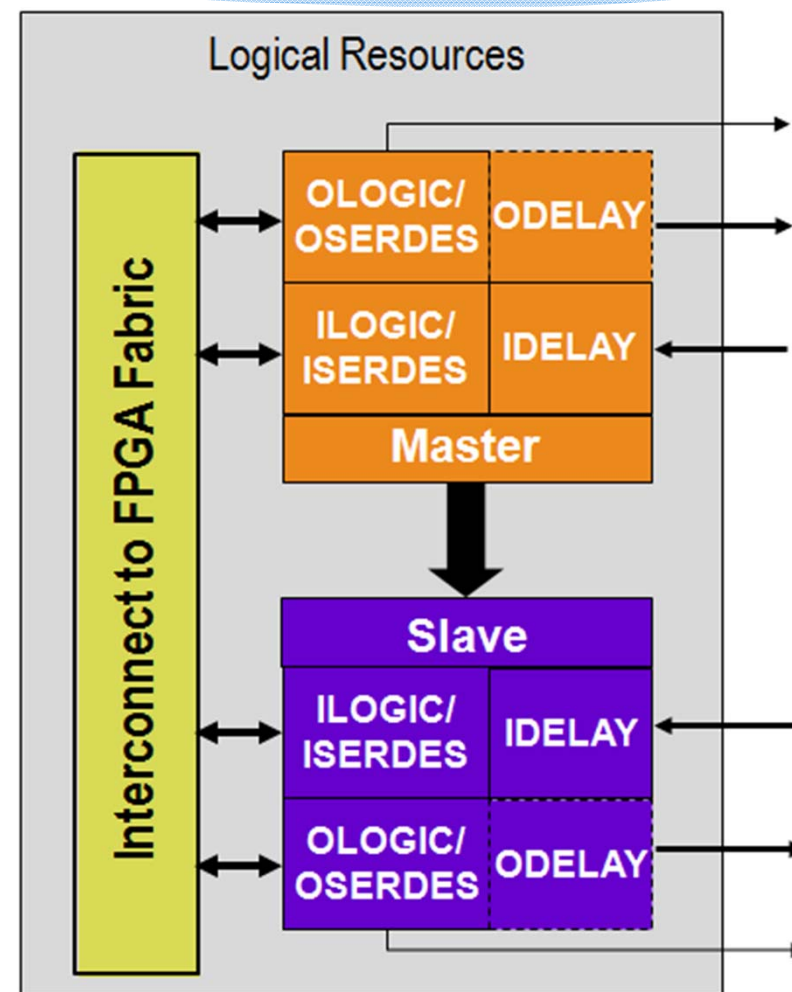 Logical Resources
Interconnect to FPGA Fabric
OLOGIC/
OSERDES
ODELAY
ILOGIC/
ISERDES
IDELAY
Master
Slave
ILOGIC/
ISERDES
IDELAY
OLOGIC/
OSERDES
ODELAY